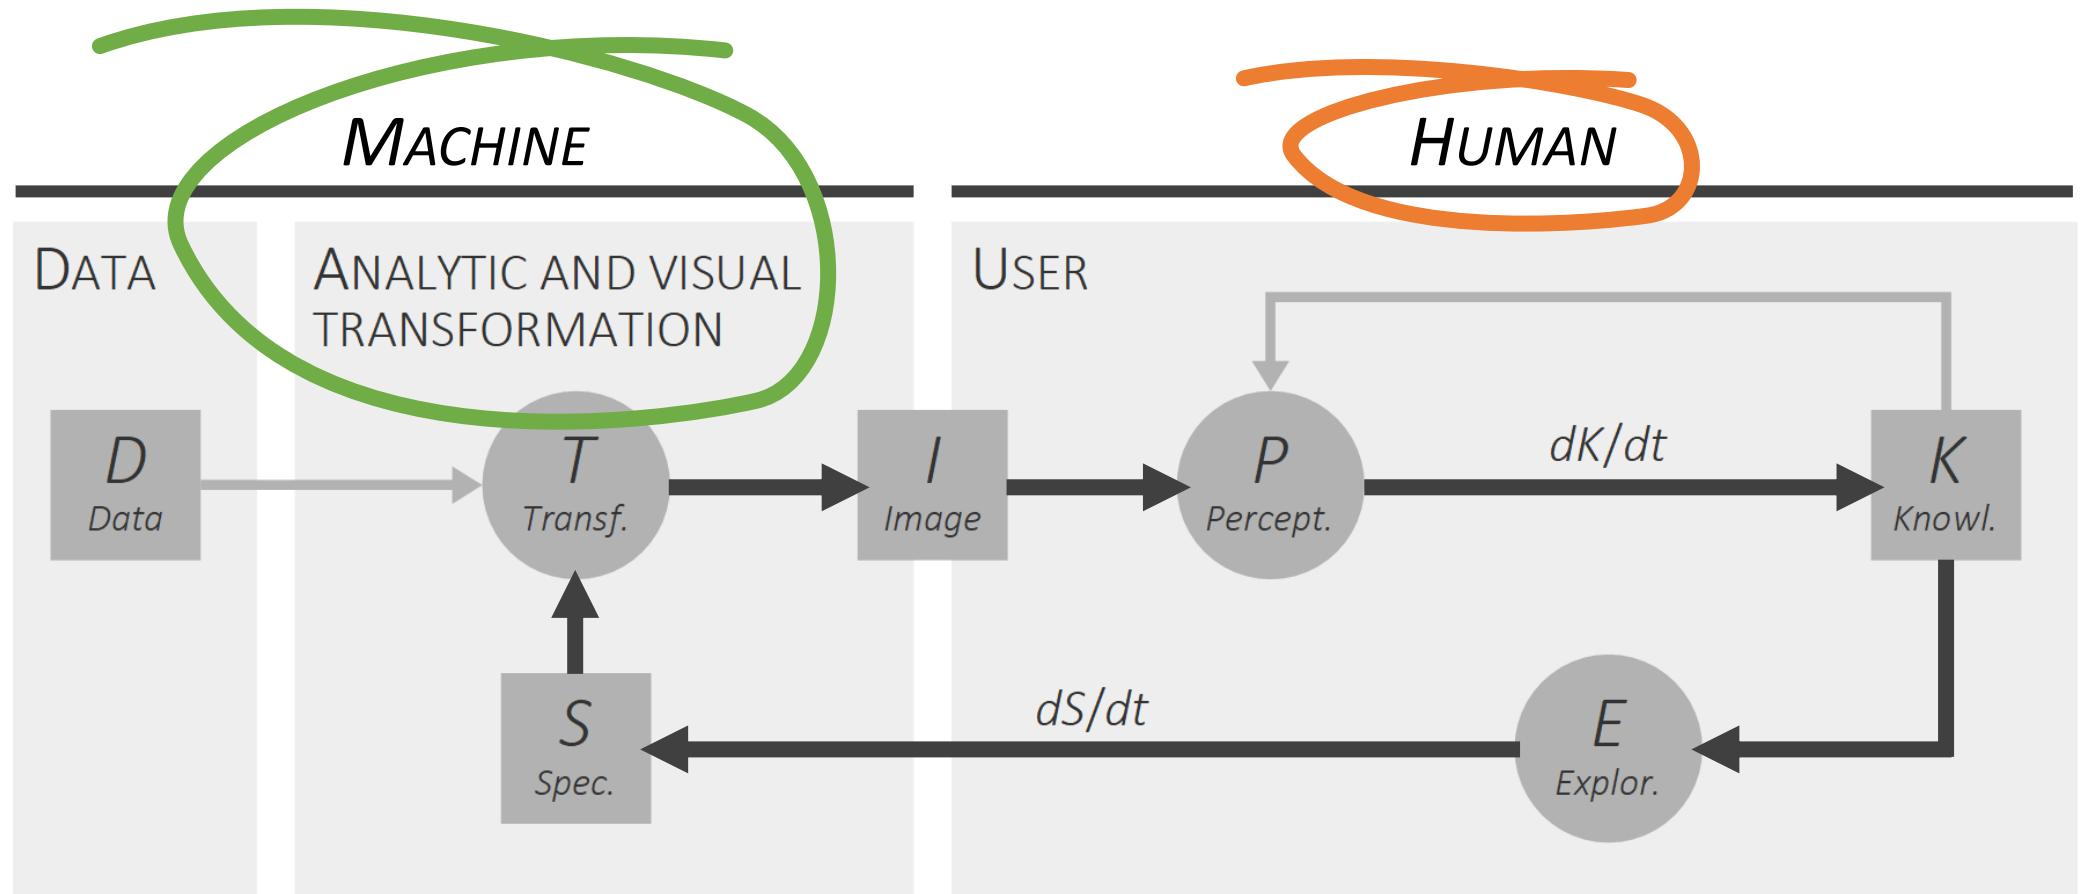 MACHINE
HUMAN
DATA
ANALYTIC AND VISUAL
TRANSFORMATION
USER
D
Data
T
Transf.
I
Image
P
Percept.
dK/dt
K
Knowl.
S
Spec.
dS/dt
E
Explor.